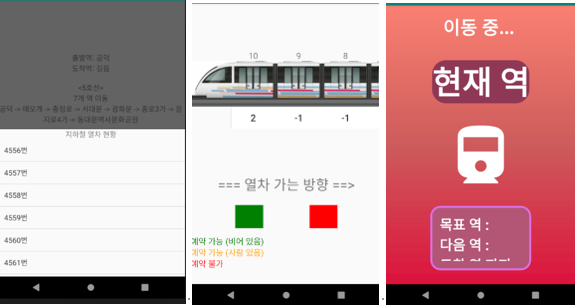 출발역: 공덕
도착역: 길음
<5호선>
7개 역 이동
공덕 -> 애오개 -> 충정로 -> 서대문 -> 광화문 -> 종로3가 -> 을
지로4가 -> 동대문역사문화공원
지하철 열차 현황
4556번
4557번
4558번
4559번
4560번
4561번
10 9 8
2 -1 -1
=== 열차 가는 방향 ==>
예약 가능 (비어 있음)
예약 가능 (사람 있음)
예약 불가
이동 중...
현재 역
목표 역 :
다음 역 :